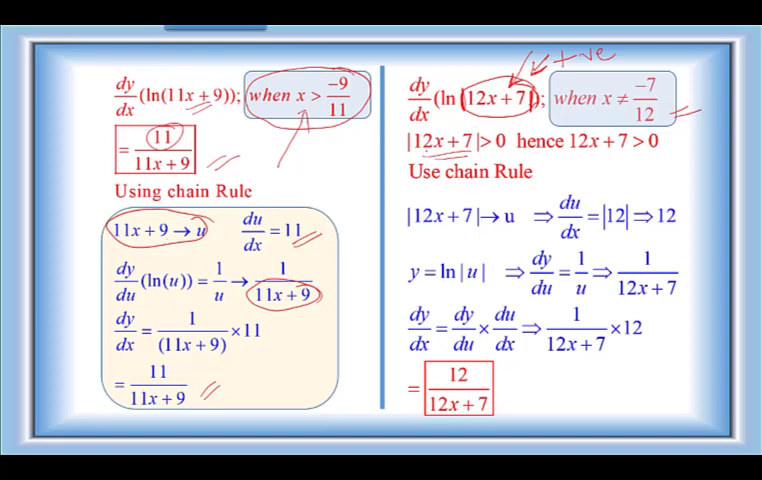 dy/dx (ln(11x + 9)); when x > -9/11
= 11/(11x + 9)
Using chain Rule
11x + 9 → u    du/dx = 11
dy/du (ln(u)) = 1/u → 1/(11x + 9)
dy/dx = 1/(11x + 9) × 11
= 11/(11x + 9)
+ve
dy/dx (ln |12x + 7|); when x ≠ -7/12
|12x + 7| > 0 hence 12x + 7 > 0
Use chain Rule
|12x + 7| → u ⇒ du/dx = |12| ⇒ 12
y = ln | u | ⇒ dy/du = 1/u ⇒ 1/(12x + 7)
dy/dx = dy/du × du/dx ⇒ 1/(12x + 7) × 12
= 12/(12x + 7)